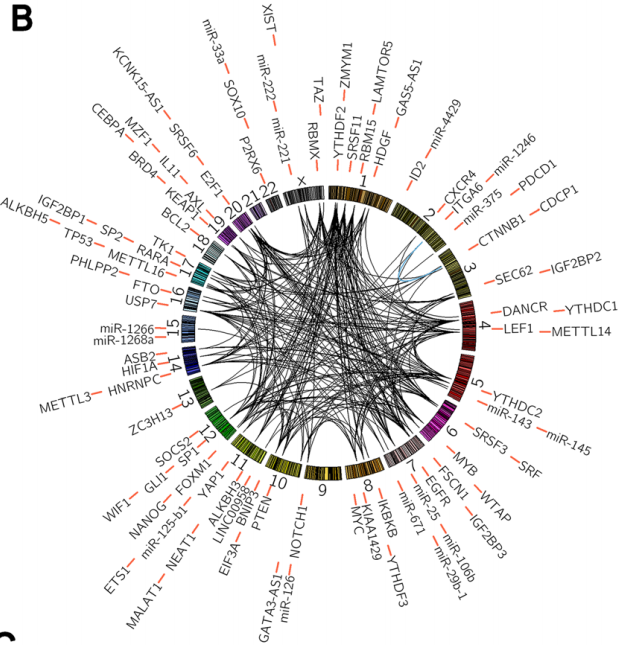 B
XIST
miR-33a
miR-222
TAZ
ZMYM1
LAMTOR5
GAS5-AS1
KCNK15-AS1
SOX10
miR-221
RBMX
YTHDF2
SRSF11
RBM15
HDGF
miR-4429
ID2
CEBPA
MZF1
SRSF6
P2RX6
BRD4
IL11
E2F1
KEAP1
AXL
BCL2
CXCR4
ITGA6
miR-1246
miR-375
PDCD1
CTNNB1
CDCP1
SEC62
IGF2BP2
DANCR
YTHDC1
LEF1
METTL14
YTHDC2
miR-143
miR-145
SRSF3
SRF
MYB
WTAP
FSCN1
IGF2BP3
EGFR
miR-25
miR-106b
miR-671
miR-29b-1
IKBKB
YTHDF3
KIAA1429
MYC
NOTCH1
miR-126
GATA3-AS1
PTEN
BNIP3
EIF3A
LINC00958
ALKBH3
YAP1
NEAT1
MALAT1
FOXM1
miR-125-b1
NANOG
ETS1
SP1
GLI1
WIF1
SOCS2
ZC3H13
HNRNPC
METTL3
HIF1A
ASB2
miR-1268a
miR-1266
USP7
FTO
PHLPP2
METTL16
TP53
ALKBH5
RARA
SP2
IGF2BP1
TK1
1
2
3
4
5
6
7
8
9
10
11
12
13
14
15
16
17
18
19
20
21
22
X